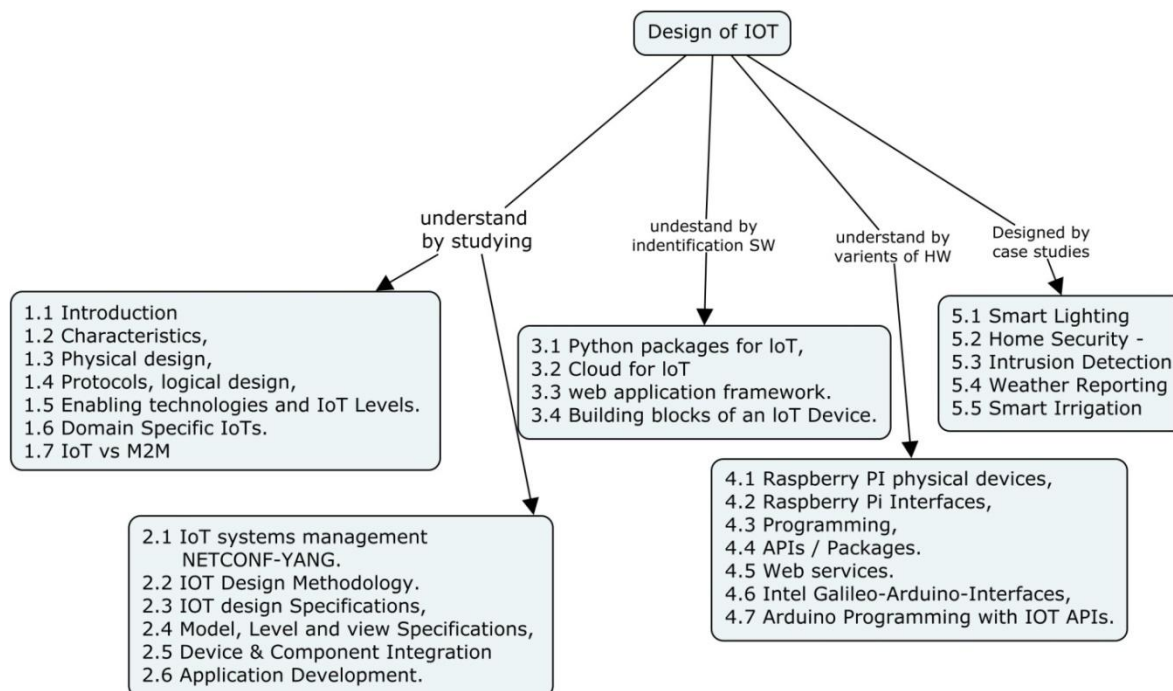 Design of IOT
understand
by studying
undestand by
indentification SW
understand by
varients of HW
Designed by
case studies
1.1 Introduction
1.2 Characteristics,
1.3 Physical design,
1.4 Protocols, logical design,
1.5 Enabling technologies and IoT Levels.
1.6 Domain Specific IoTs.
1.7 IoT vs M2M
2.1 IoT systems management
NETCONF-YANG.
2.2 IOT Design Methodology.
2.3 IOT design Specifications,
2.4 Model, Level and view Specifications,
2.5 Device & Component Integration
2.6 Application Development.
3.1 Python packages for loT,
3.2 Cloud for loT
3.3 web application framework.
3.4 Building blocks of an loT Device.
4.1 Raspberry PI physical devices,
4.2 Raspberry Pi Interfaces,
4.3 Programming,
4.4 APIs / Packages.
4.5 Web services.
4.6 Intel Galileo-Arduino-Interfaces,
4.7 Arduino Programming with IOT APIs.
5.1 Smart Lighting
5.2 Home Security -
5.3 Intrusion Detection
5.4 Weather Reporting
5.5 Smart Irrigation